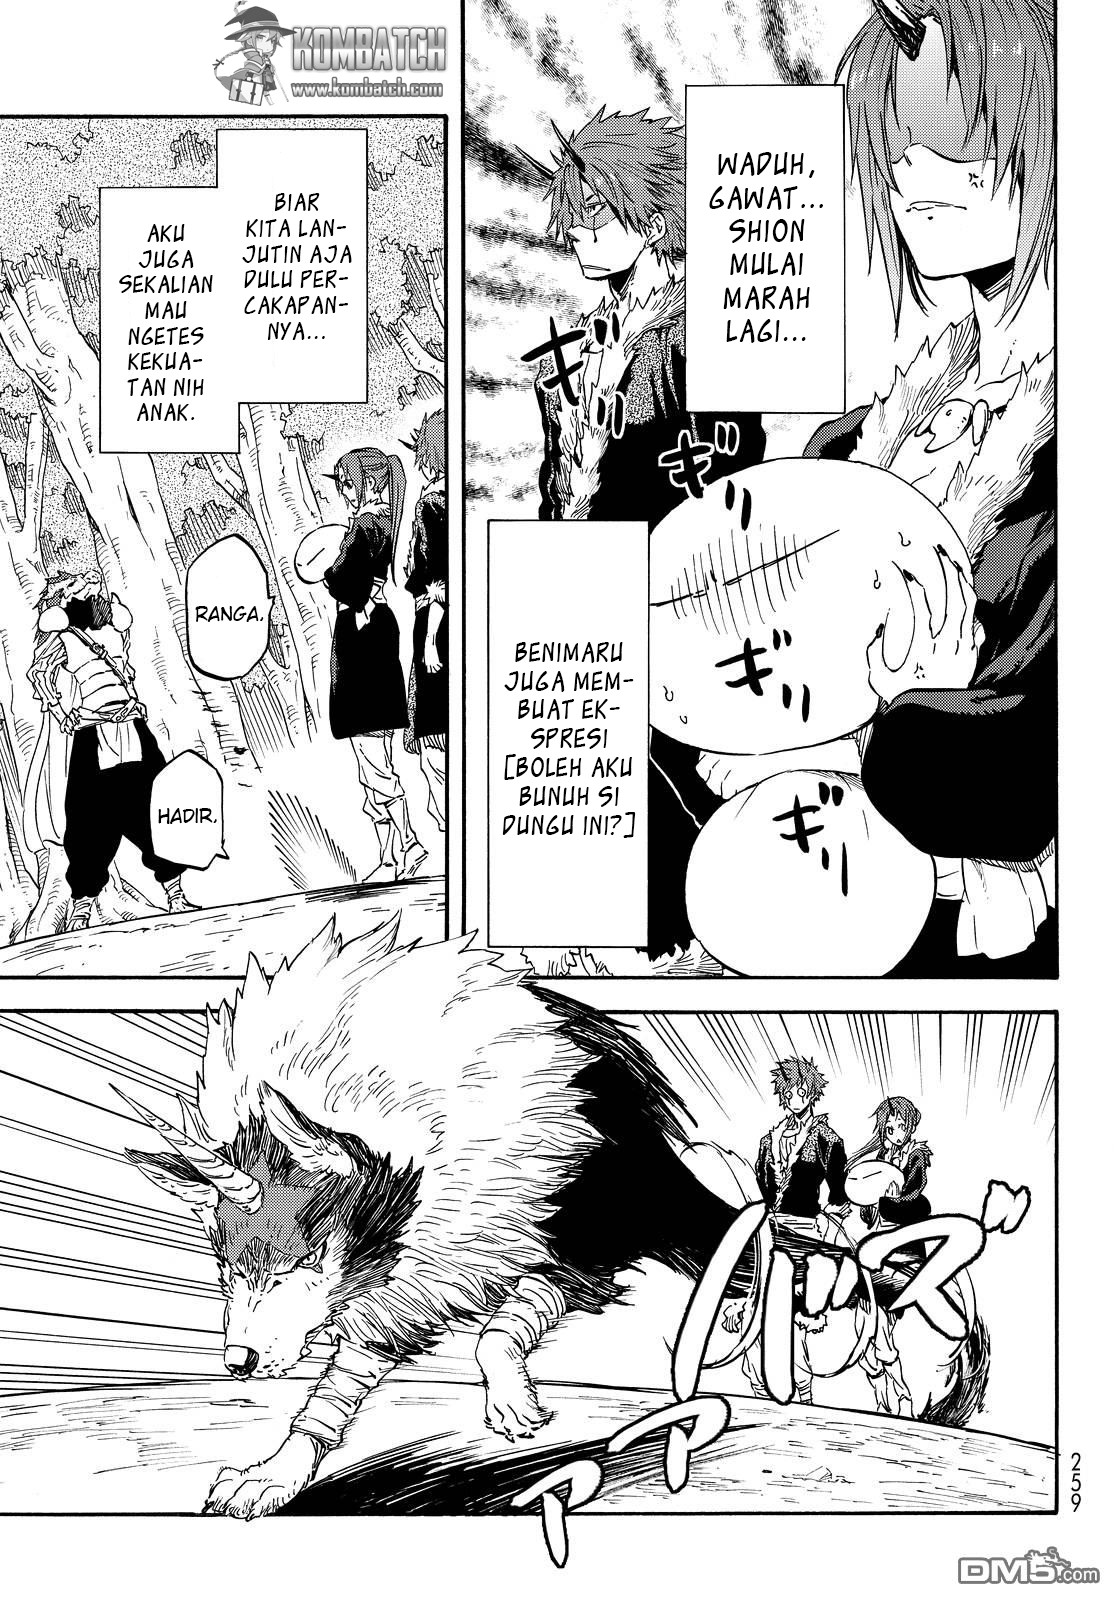 KOMBATCH
www.kombatch.com
WADUH,
GAWAT...
SHION
MULAI
MARAH
LAGI...
ギリ
ギリ
ギリ
ギリ
BENIMARU
JUGA MEM-
BUAT EK-
SPRESI
[BOLEH AKU
BUNUH SI
DUNGU INI?]
BIAR
KITA LAN-
JUTIN AJA
DULU PER-
CAKAPAN-
NYA...
AKU
JUGA
SEKALIAN
MAU
NGETES
KEKUA-
TAN NIH
ANAK.
RANGA.
HADIR.
259
DM5.com